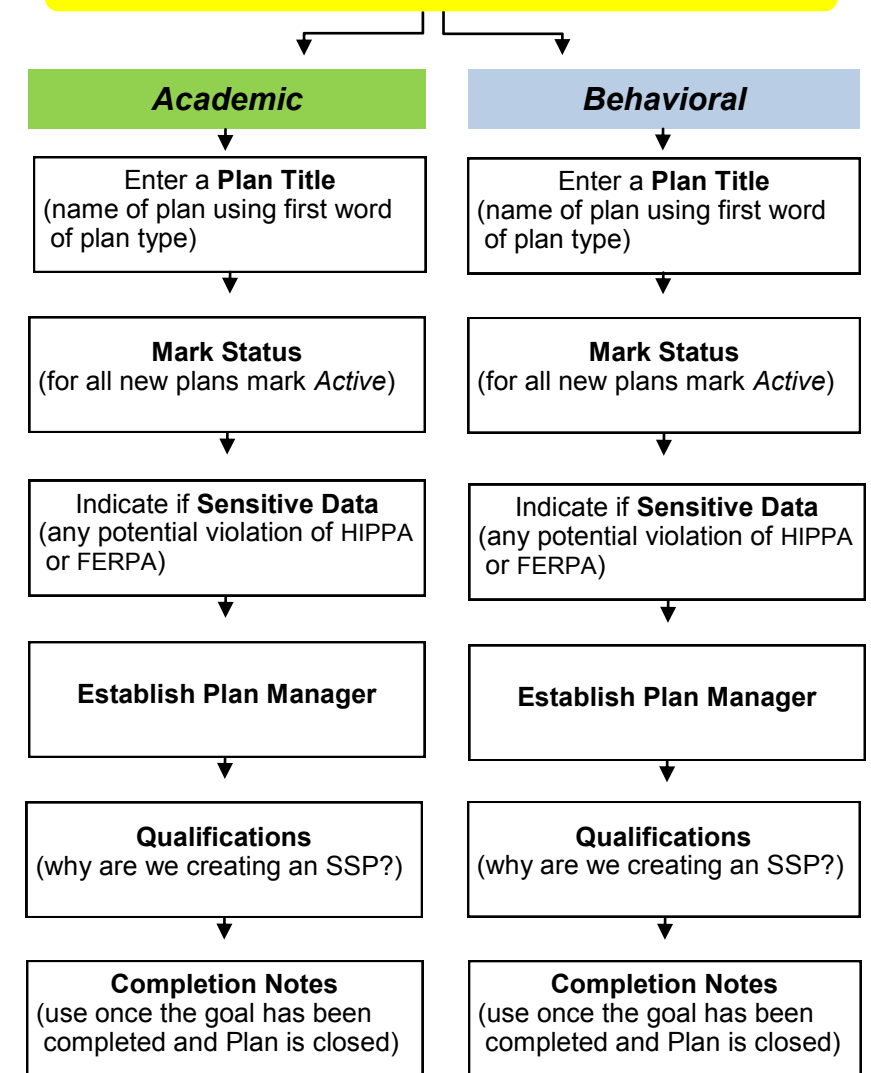 Academic
Enter a Plan Title
(name of plan using first word
of plan type)
Mark Status
(for all new plans mark Active)
Indicate if Sensitive Data
(any potential violation of HIPPA
or FERPA)
Establish Plan Manager
Qualifications
(why are we creating an SSP?)
Completion Notes
(use once the goal has been
completed and Plan is closed)
Behavioral
Enter a Plan Title
(name of plan using first word
of plan type)
Mark Status
(for all new plans mark Active)
Indicate if Sensitive Data
(any potential violation of HIPPA
or FERPA)
Establish Plan Manager
Qualifications
(why are we creating an SSP?)
Completion Notes
(use once the goal has been
completed and Plan is closed)